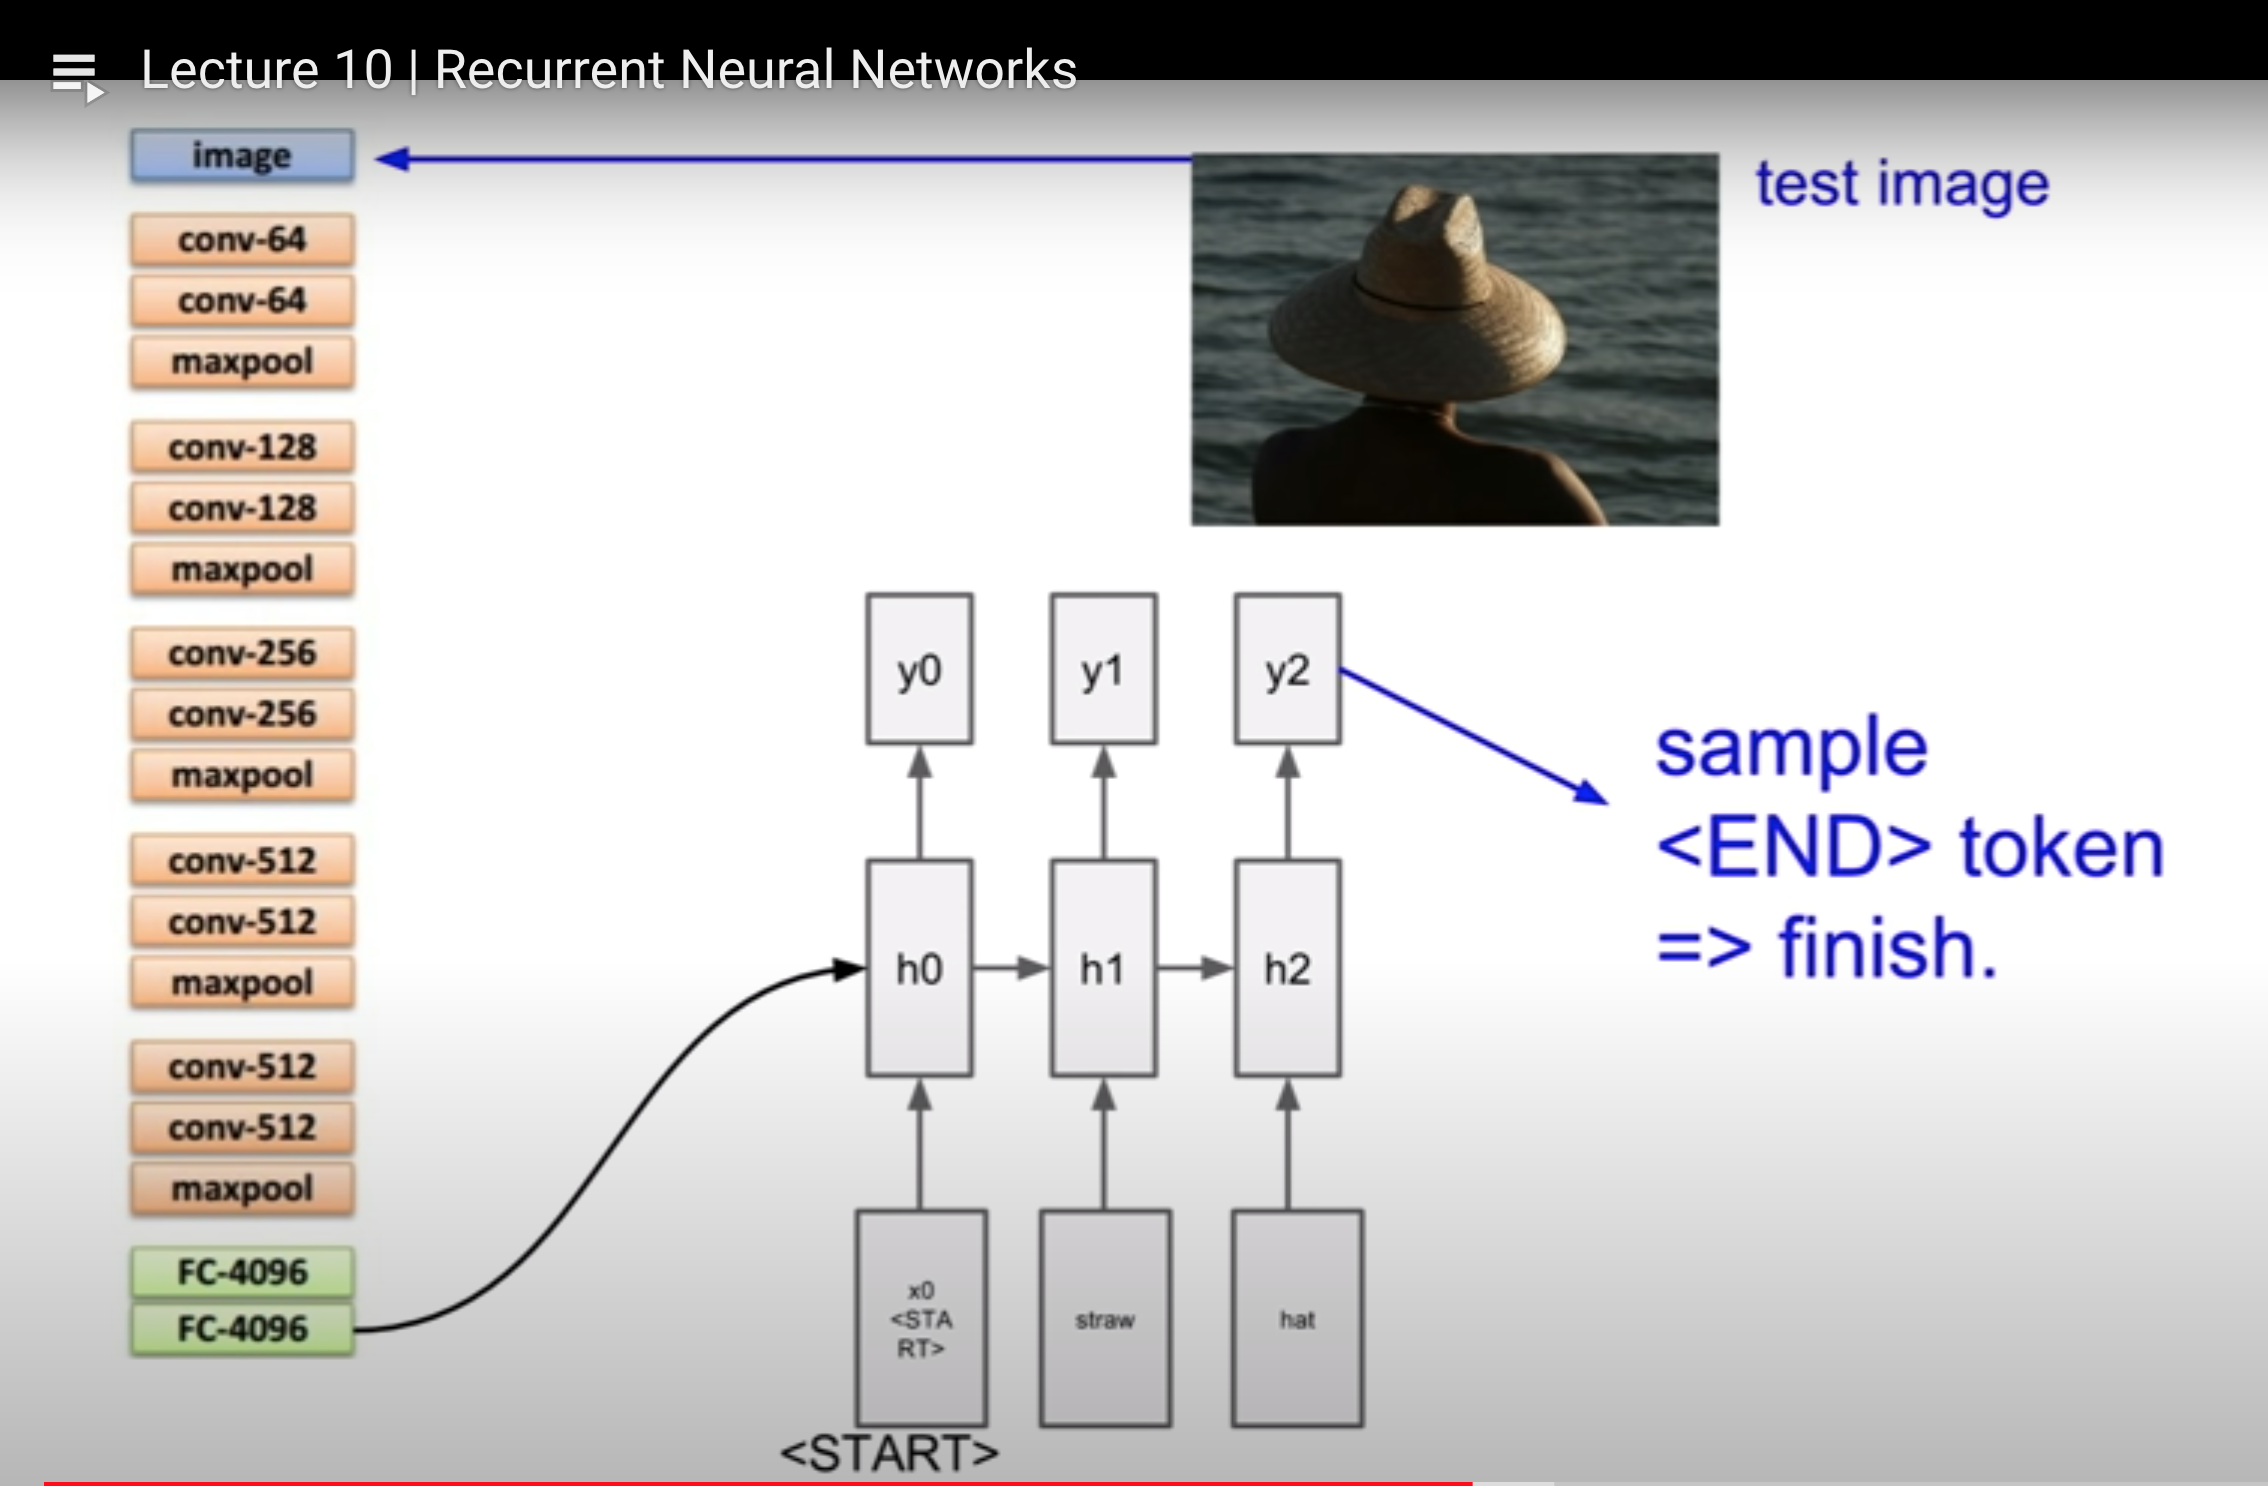 Lecture 10 | Recurrent Neural Networks
image
conv-64
conv-64
maxpool
conv-128
conv-128
maxpool
conv-256
conv-256
maxpool
conv-512
conv-512
maxpool
conv-512
conv-512
maxpool
FC-4096
FC-4096
test image
y0
y1
y2
sample
<END> token
=> finish.
h0
h1
h2
x0
<STA
RT>
straw
hat
<START>